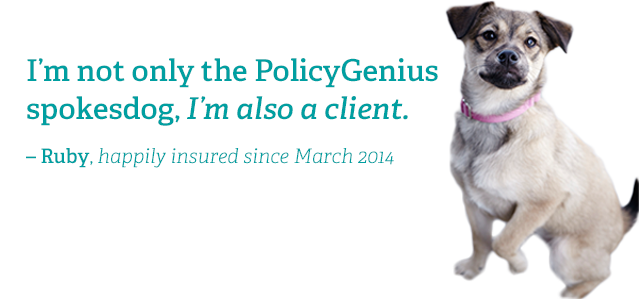 I’m not only the PolicyGenius
spokesdog, I’m also a client.
– Ruby, happily insured since March 2014